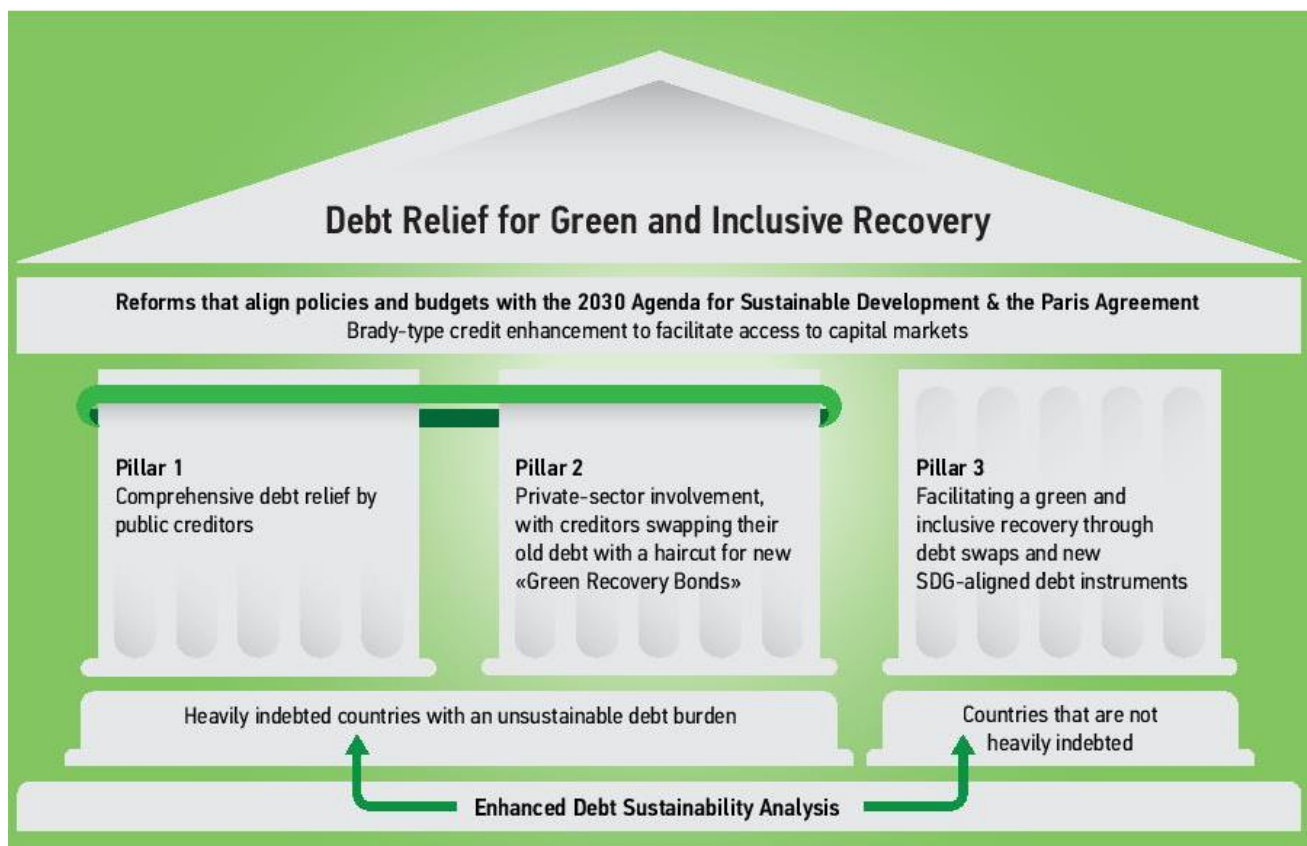 Debt Relief for Green and Inclusive Recovery
Reforms that align policies and budgets with the 2030 Agenda for Sustainable Development & the Paris Agreement
Brady-type credit enhancement to facilitate access to capital markets
Pillar 1
Comprehensive debt relief by
public creditors
Pillar 2
Private-sector involvement,
with creditors swapping their
old debt with a haircut for new
«Green Recovery Bonds»
Pillar 3
Facilitating a green and
inclusive recovery through
debt swaps and new
SDG-aligned debt instruments
Heavily indebted countries with an unsustainable debt burden
Countries that are not
heavily indebted
Enhanced Debt Sustainability Analysis